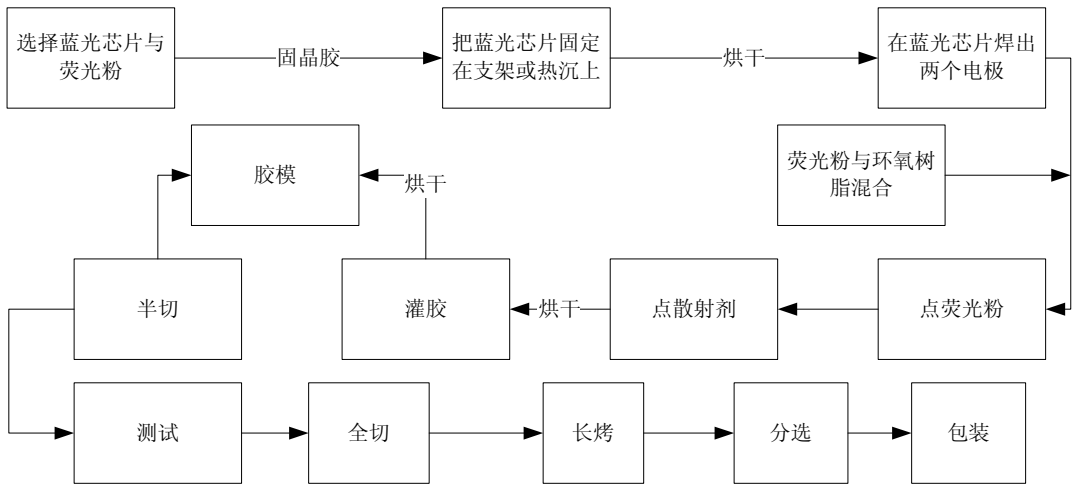 选择蓝光芯片与
荧光粉
固晶胶
把蓝光芯片固定
在支架或热沉上
烘干
在蓝光芯片焊出
两个电极
荧光粉与环氧树
脂混合
点荧光粉
点散射剂
烘干
灌胶
烘干
胶模
半切
测试
全切
长烤
分选
包装